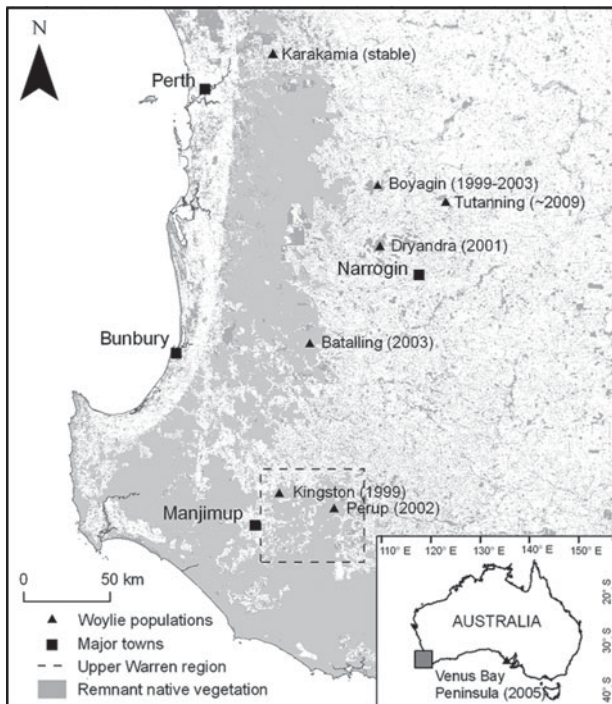 N
Karakamia (stable)
Perth
Boyagin (1999-2003)
Tutanning (~2009)
Dryandra (2001)
Narrogin
Bunbury
Batalling (2003)
Kingston (1999)
Manjimup
Perup (2002)
0 50 km
Woylie populations
Major towns
Upper Warren region
Remnant native vegetation
110° E 120° E 130° E 140° E 150° E
20° S
30° S
40° S
AUSTRALIA
Venus Bay
Peninsula (2005)